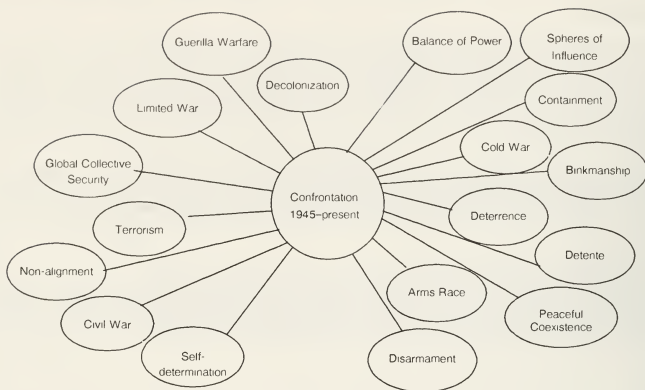 Guerilla Warfare
Balance of Power
Spheres of
Influence
Decolonization
Containment
Limited War
Cold War
Global Collective
Security
Binkmanship
Confrontation
1945–present
Deterrence
Terrorism
Detente
Non-alignment
Arms Race
Peaceful
Coexistence
Civil War
Self-
determination
Disarmament